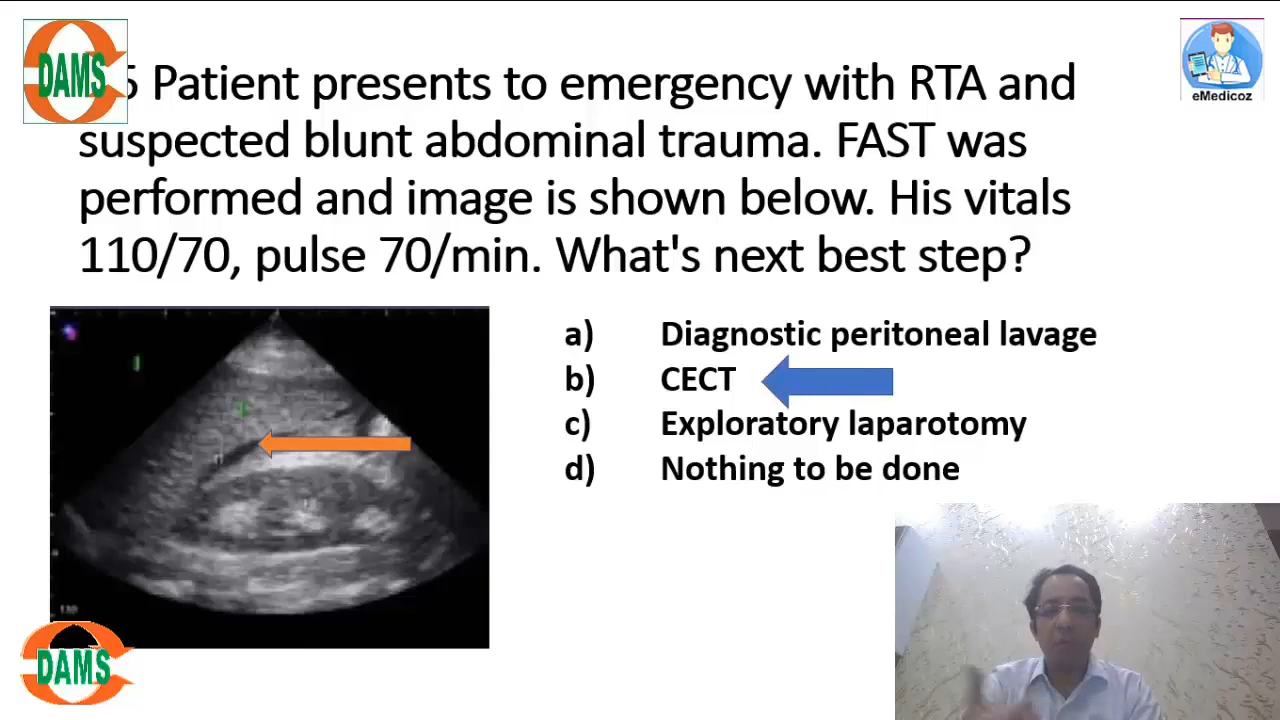 DAMS
eMedicoz
5 Patient presents to emergency with RTA and
suspected blunt abdominal trauma. FAST was
performed and image is shown below. His vitals
110/70, pulse 70/min. What's next best step?
a) Diagnostic peritoneal lavage
b) CECT
c) Exploratory laparotomy
d) Nothing to be done
DAMS